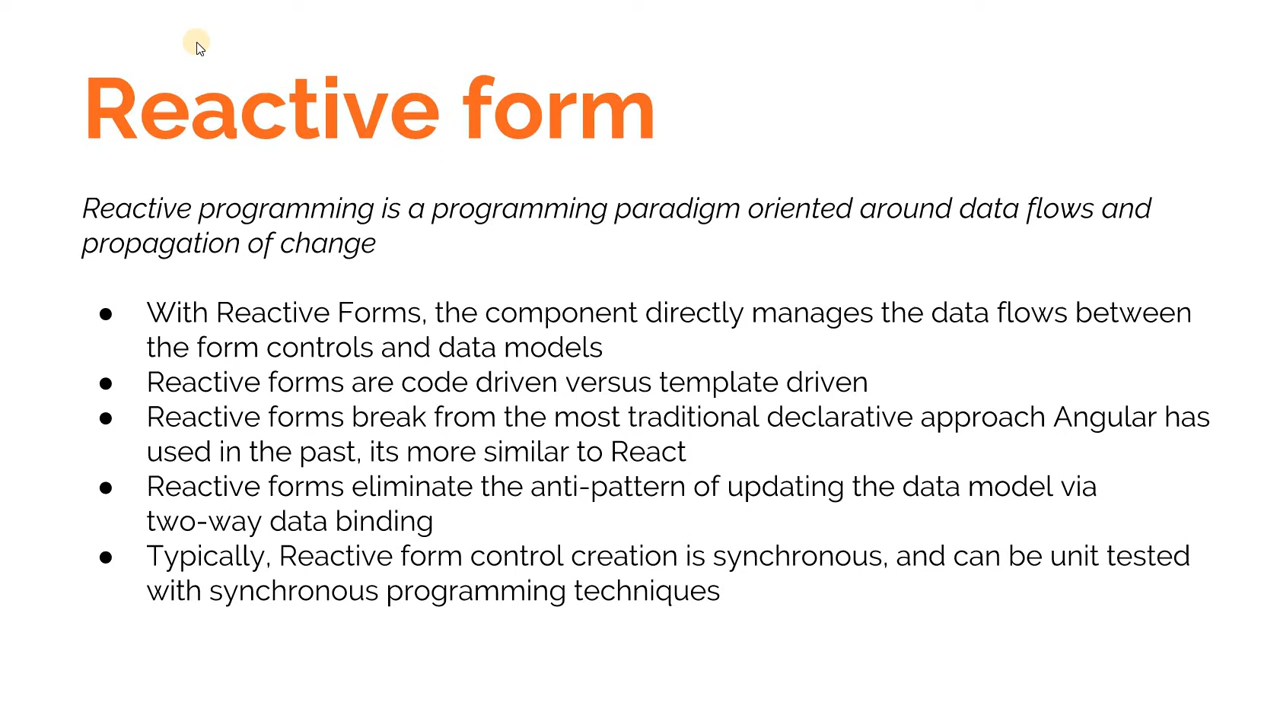 Reactive form
Reactive programming is a programming paradigm oriented around data flows and
propagation of change
● With Reactive Forms, the component directly manages the data flows between
the form controls and data models
● Reactive forms are code driven versus template driven
● Reactive forms break from the most traditional declarative approach Angular has
used in the past, its more similar to React
● Reactive forms eliminate the anti-pattern of updating the data model via
two-way data binding
● Typically, Reactive form control creation is synchronous, and can be unit tested
with synchronous programming techniques